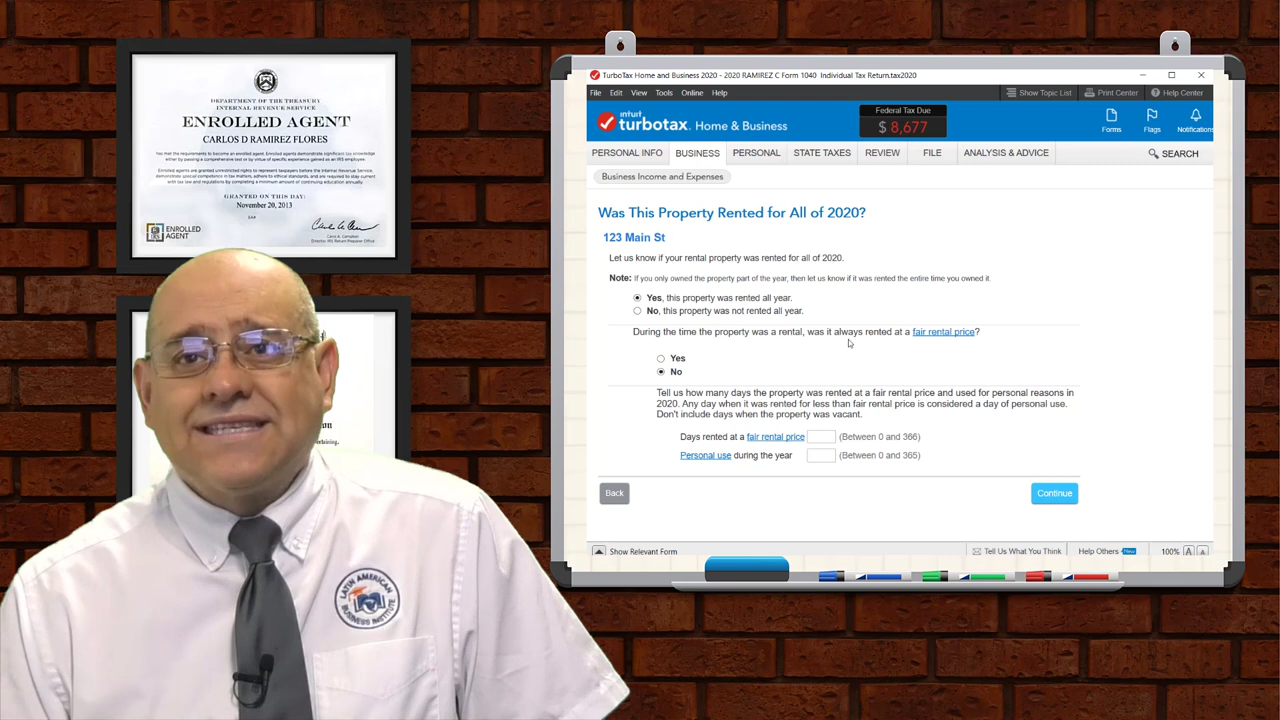 DEPARTMENT OF THE TREASURY
INTERNAL REVENUE SERVICE
ENROLLED AGENT
CARLOS D RAMIREZ FLORES
GRANTED ON THIS DAY:
November 20, 2013
ENROLLED
AGENT
LATIN AMERICAN
BUSINESS INSTITUTE
TurboTax Home and Business 2020 - 2020 RAMIREZ C Form 1040 Individual Tax Return.tax2020
File Edit View Tools Online Help
Show Topic List Print Center Help Center
intuit
turbotax. Home & Business
Federal Tax Due
$ 8,677
Forms Flags Notifications
PERSONAL INFO BUSINESS PERSONAL STATE TAXES REVIEW FILE ANALYSIS & ADVICE SEARCH
Business Income and Expenses
Was This Property Rented for All of 2020?
123 Main St
Let us know if your rental property was rented for all of 2020.
Note: If you only owned the property part of the year, then let us know if it was rented the entire time you owned it.
Yes, this property was rented all year.
No, this property was not rented all year.
During the time the property was a rental, was it always rented at a fair rental price?
Yes
No
Tell us how many days the property was rented at a fair rental price and used for personal reasons in
2020. Any day when it was rented for less than fair rental price is considered a day of personal use.
Don't include days when the property was vacant.
Days rented at a fair rental price (Between 0 and 366)
Personal use during the year (Between 0 and 365)
Back Continue
Show Relevant Form Tell Us What You Think Help Others New 100% A A